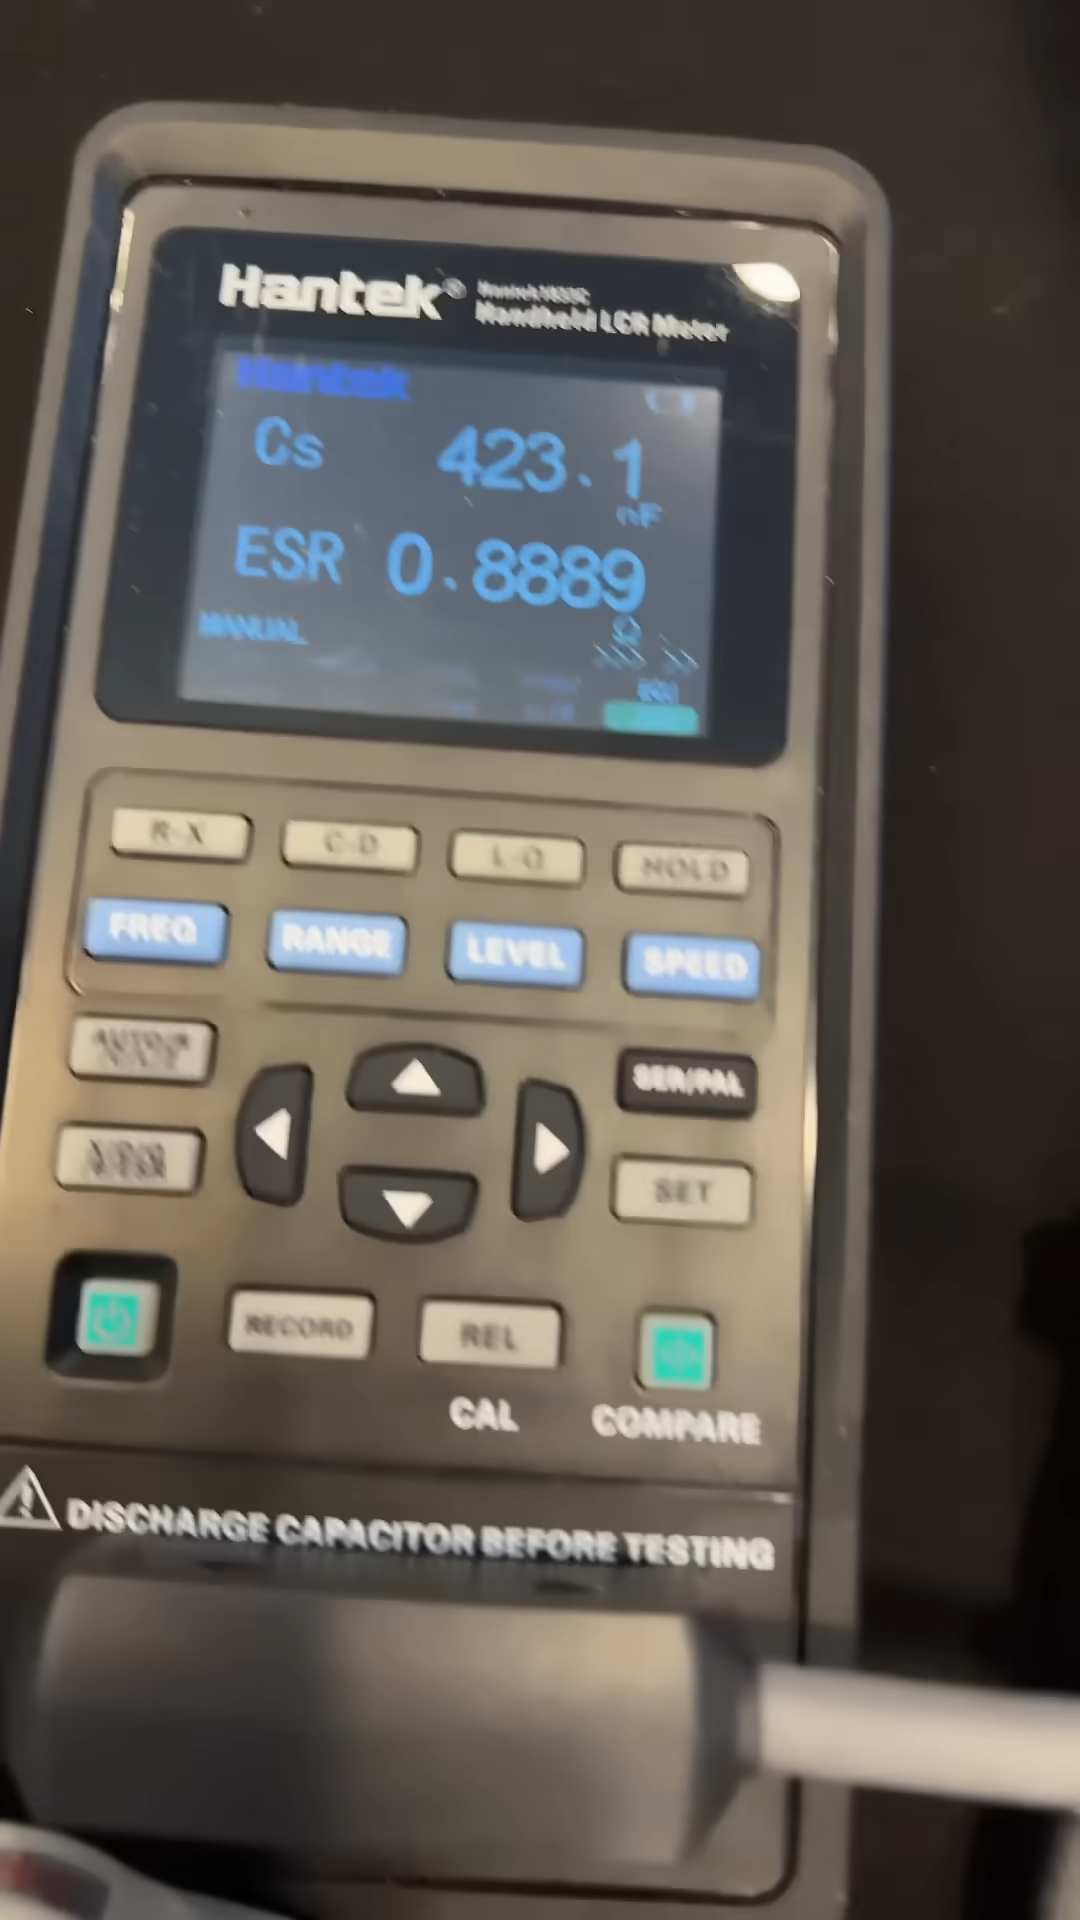 Hantek®
Handheld LCR Meter
Hantek
Cs 423.1
nF
ESR 0.8889
Ω
MANUAL
R-X C-D L-Q HOLD
FREQ RANGE LEVEL SPEED
SER/PAL
SET
RECORD REL
CAL COMPARE
DISCHARGE CAPACITOR BEFORE TESTING